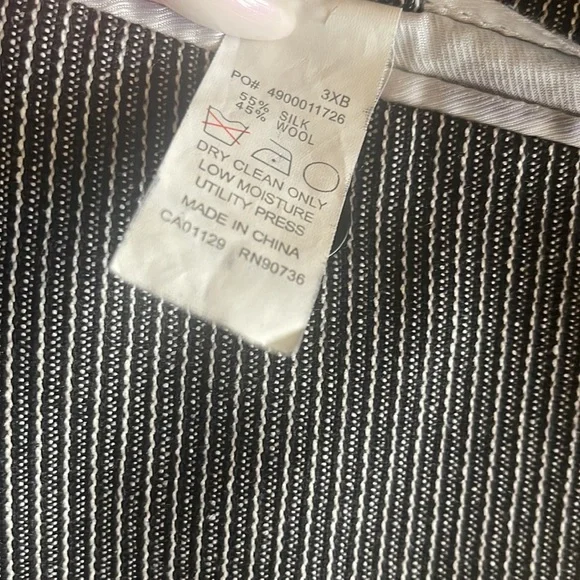 3XB
PO# 4900011726
55% SILK
45% WOOL
DRY CLEAN ONLY
LOW MOISTURE
UTILITY PRESS
MADE IN CHINA
CA01129 RN90736